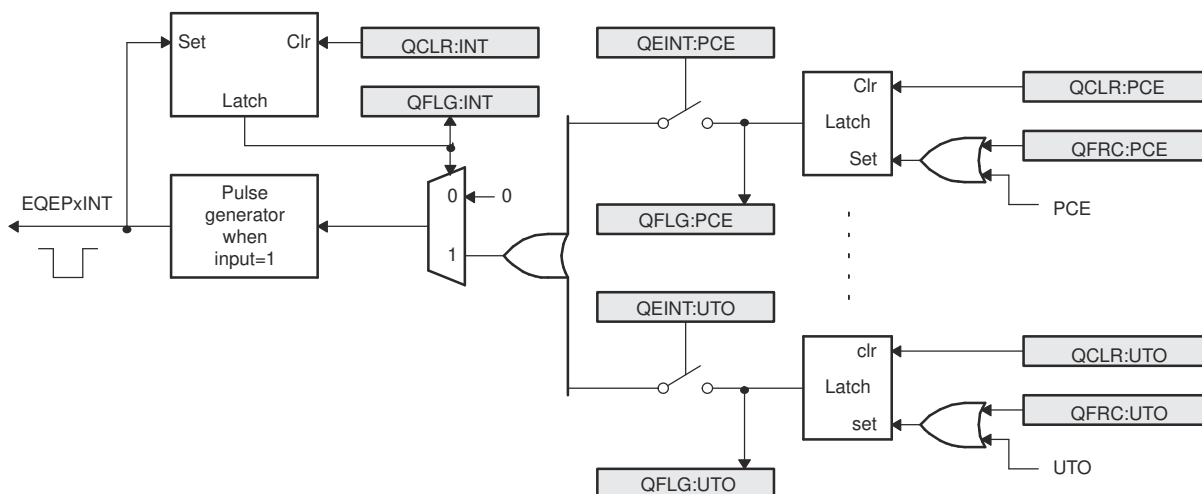 Set
Clr
Latch
QCLR:INT
QFLG:INT
EQEPxINT
Pulse
generator
when
input=1
0
0
1
QEINT:PCE
QFLG:PCE
Clr
Latch
Set
QCLR:PCE
QFRC:PCE
PCE
QEINT:UTO
QFLG:UTO
clr
Latch
set
QCLR:UTO
QFRC:UTO
UTO